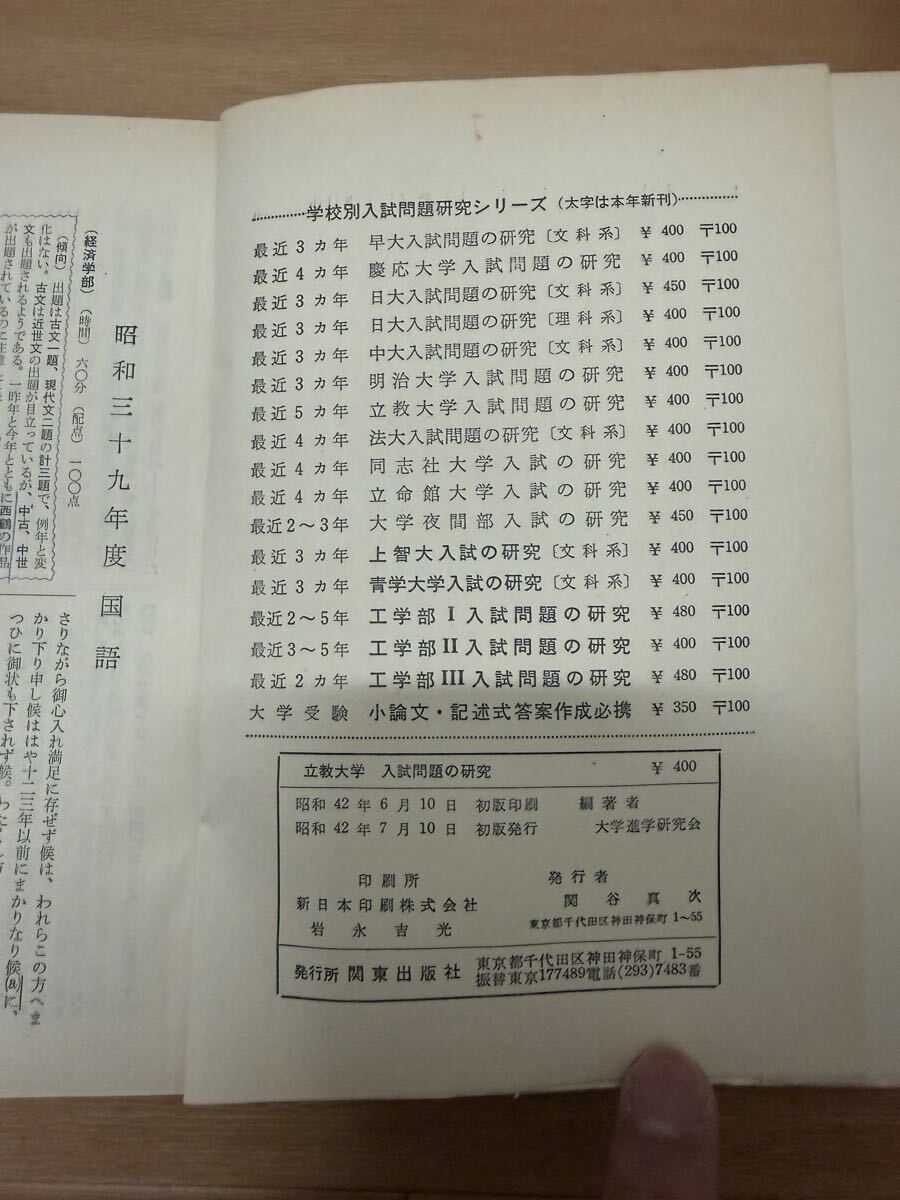 学校別入試問題研究シリーズ（太字は本年新刊）
最近3カ年 早大入試問題の研究〔文科系〕 ￥400 〒100
最近4カ年 慶応大学入試問題の研究 ￥400 〒100
最近3カ年 日大入試問題の研究〔文科系〕 ￥450 〒100
最近3カ年 日大入試問題の研究〔理科系〕 ￥400 〒100
最近3カ年 中大入試問題の研究〔文科系〕 ￥400 〒100
最近3カ年 明治大学入試問題の研究 ￥400 〒100
最近5カ年 立教大学入試問題の研究 ￥400 〒100
最近4カ年 法大入試問題の研究〔文科系〕 ￥400 〒100
最近4カ年 同志社大学入試の研究 ￥400 〒100
最近4カ年 立命館大学入試の研究 ￥400 〒100
最近2～3年 大学夜間部入試の研究 ￥450 〒100
最近3カ年 上智大入試の研究〔文科系〕 ￥400 〒100
最近3カ年 青学大学入試の研究〔文科系〕 ￥400 〒100
最近2～5年 工学部I入試問題の研究 ￥480 〒100
最近3～5年 工学部II入試問題の研究 ￥400 〒100
最近2カ年 工学部III入試問題の研究 ￥480 〒100
大学受験 小論文・記述式答案作成必携 ￥350 〒100
立教大学 入試問題の研究 ￥400
昭和42年6月10日 初版印刷 編著者
昭和42年7月10日 初版発行 大学進学研究会
印刷所 発行者
新日本印刷株式会社 関谷真次
岩永吉光 東京都千代田区神田神保町1～55
発行所 関東出版社 東京都千代田区神田神保町1-55
振替東京177489電話(293)7483番
昭和三十九年度国語
（経済学部）（時間）六〇分（配点）一〇〇点
（傾向）出題は古文一題、現代文二題の計三題で、例年と変
化はない。古文は近世文の出題が目立っているが、中古、中世
文も出題されるようである。一昨年と今年とともに西鶴の作品
が出題されているのに注意し
さりながら御心入れ満足に存ぜず候は、われらこの方へま
かり下り申し候ははや十二三年以前にまかりなり候(a)に、
つひに御状も下されず候。